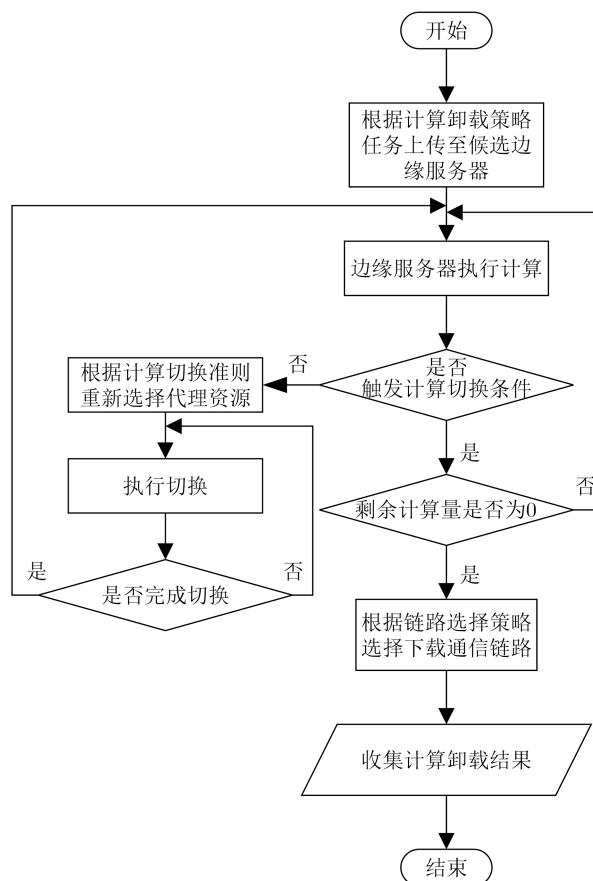 开始
根据计算卸载策略
任务上传至候选边
缘服务器
边缘服务器执行计算
是否
触发计算切换条件
否
根据计算切换准则
重新选择代理资源
是
执行切换
剩余计算量是否为0
否
是否完成切换
是
否
是
根据链路选择策略
选择下载通信链路
收集计算卸载结果
结束